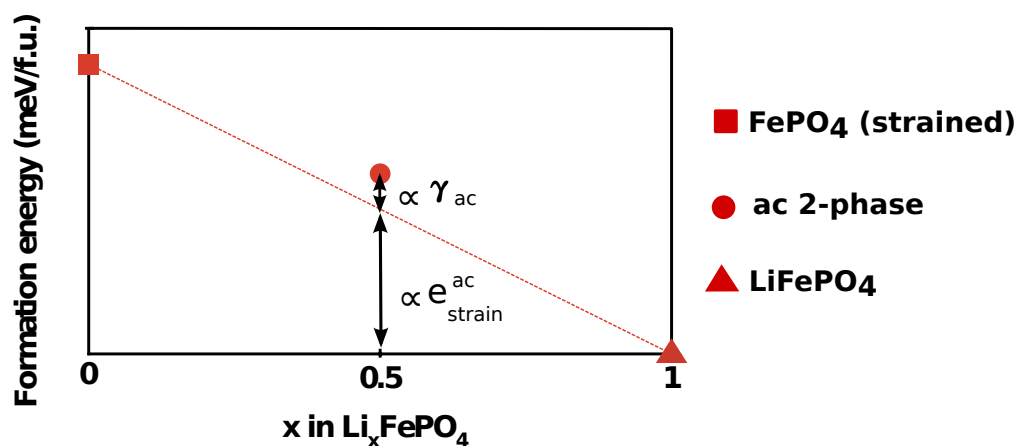 Formation energy (meV/f.u.)
∝ γ ac
∝ e ac strain
0
0.5
1
x in LixFePO4
FePO4 (strained)
ac 2-phase
LiFePO4